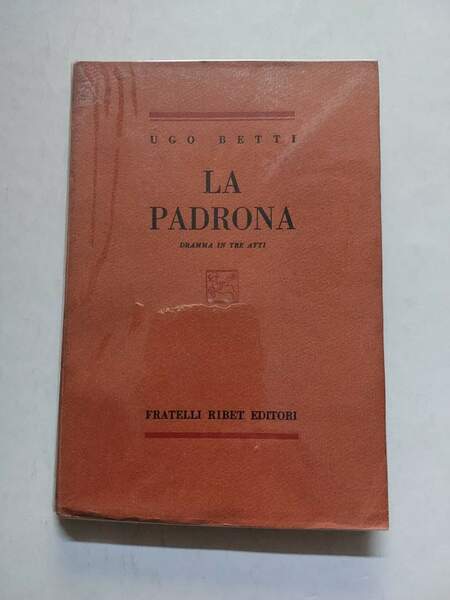 UGO BETTI
LA
PADRONA
DRAMMA IN TRE ATTI
FRATELLI RIBET EDITORI